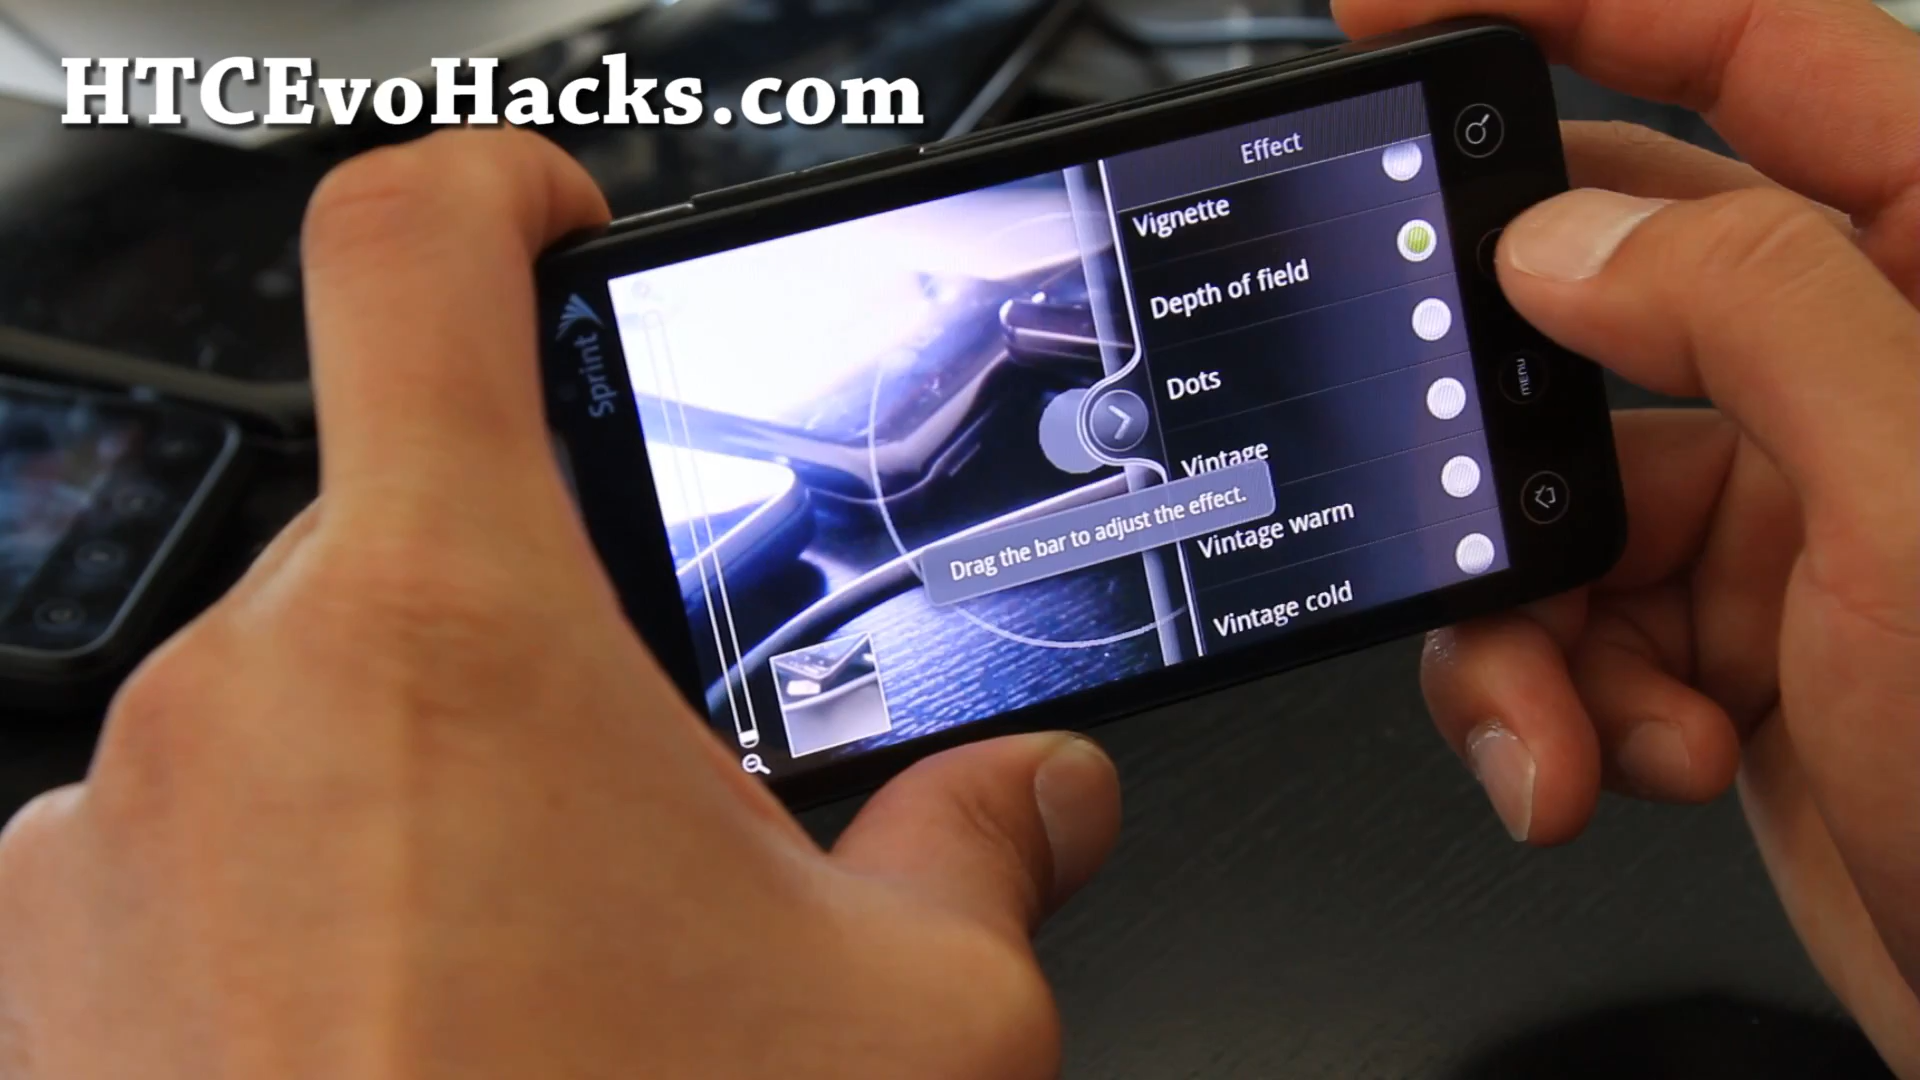 HTCEvoHacks.com
Sprint
Effect
Vignette
Depth of field
Dots
Vintage
Drag the bar to adjust the effect.
Vintage warm
Vintage cold
menu